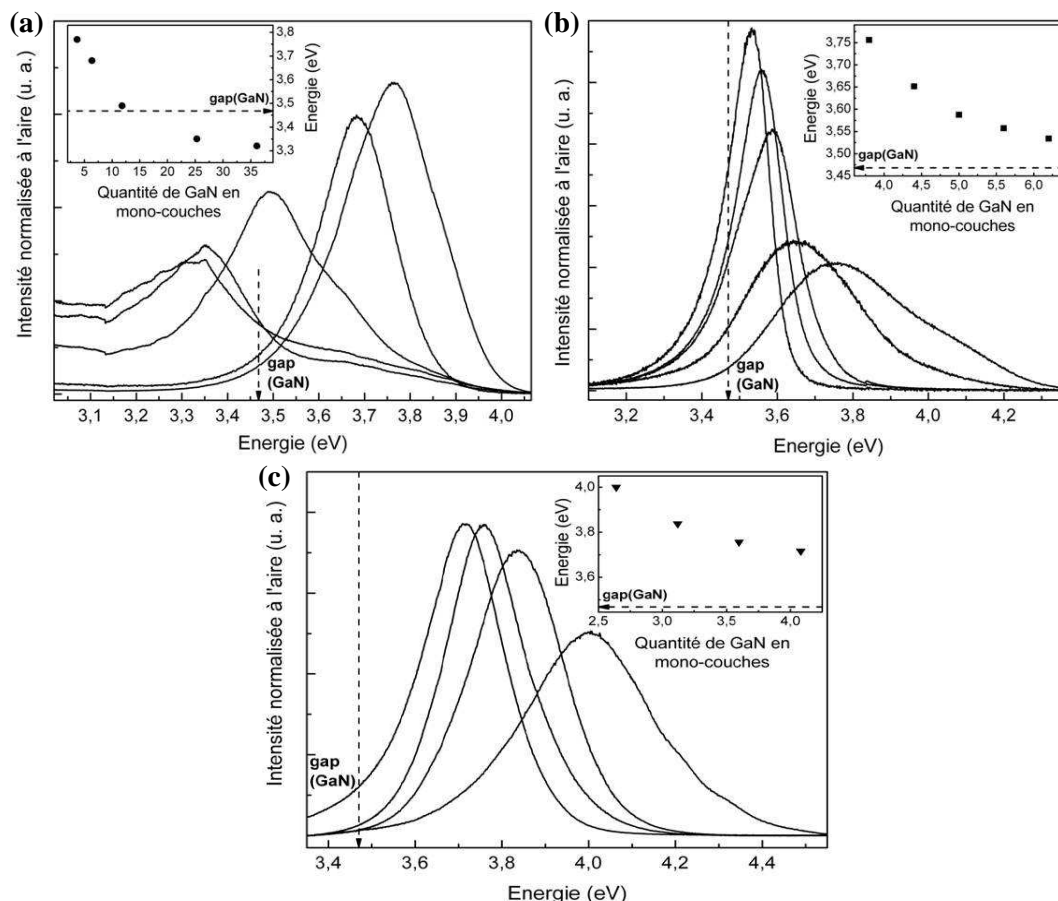 (a)
Intensité normalisée à l'aire (u. a.)
3,8
3,7
3,6
3,5
3,4
3,3
Energie (eV)
gap(GaN)
5 10 15 20 25 30 35
Quantité de GaN en
mono-couches
gap
(GaN)
3,1 3,2 3,3 3,4 3,5 3,6 3,7 3,8 3,9 4,0
Energie (eV)
(b)
Intensité normalisée à l'aire (u. a.)
3,75
3,70
3,65
3,60
3,55
3,50
3,45
Energie (eV)
gap(GaN)
4,0 4,5 5,0 5,5 6,0
Quantité de GaN en
mono-couches
gap
(GaN)
3,2 3,4 3,6 3,8 4,0 4,2
Energie (eV)
(c)
Intensité normalisée à l'aire (u. a.)
4,0
3,8
3,6
Energie (eV)
gap(GaN)
2,5 3,0 3,5 4,0
Quantité de GaN en
mono-couches
gap
(GaN)
3,4 3,6 3,8 4,0 4,2 4,4
Energie (eV)